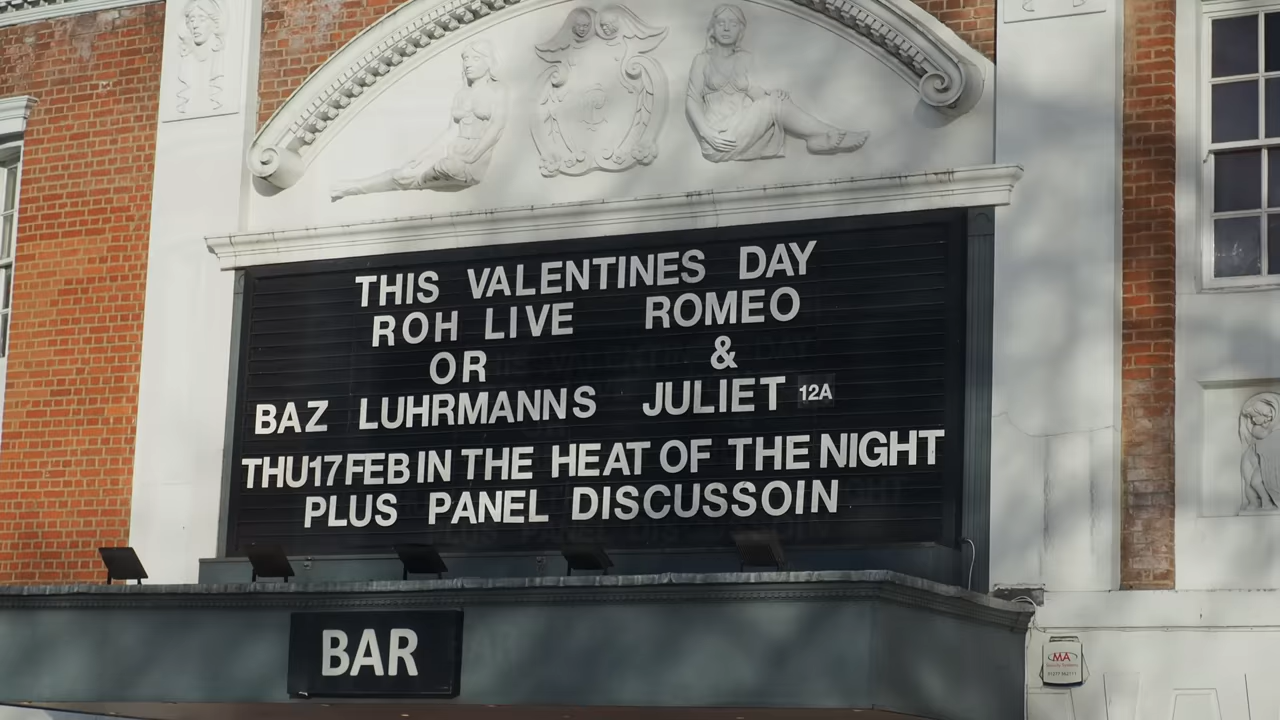 THIS VALENTINES DAY
ROH LIVE ROMEO
OR &
BAZ LUHRMANNS JULIET 12A
THU17FEB IN THE HEAT OF THE NIGHT
PLUS PANEL DISCUSSOIN
BAR
MA